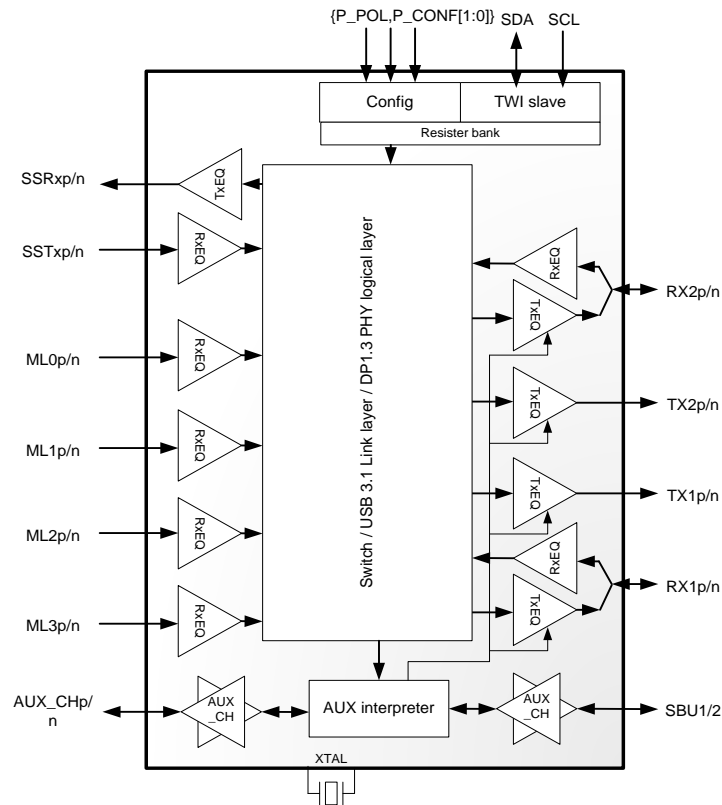 {P_POL,P_CONF[1:0]}
SDA
SCL
Config
TWI slave
Resister bank
SSRxp/n
TxEQ
SSTxp/n
RxEQ
ML0p/n
RxEQ
ML1p/n
RxEQ
ML2p/n
RxEQ
ML3p/n
RxEQ
Switch / USB 3.1 Link layer / DP1.3 PHY logical layer
RxEQ
TxEQ
RX2p/n
TxEQ
TX2p/n
TxEQ
TX1p/n
RxEQ
TxEQ
RX1p/n
AUX_CHp/
n
AUX
_CH
AUX interpreter
AUX
_CH
SBU1/2
XTAL